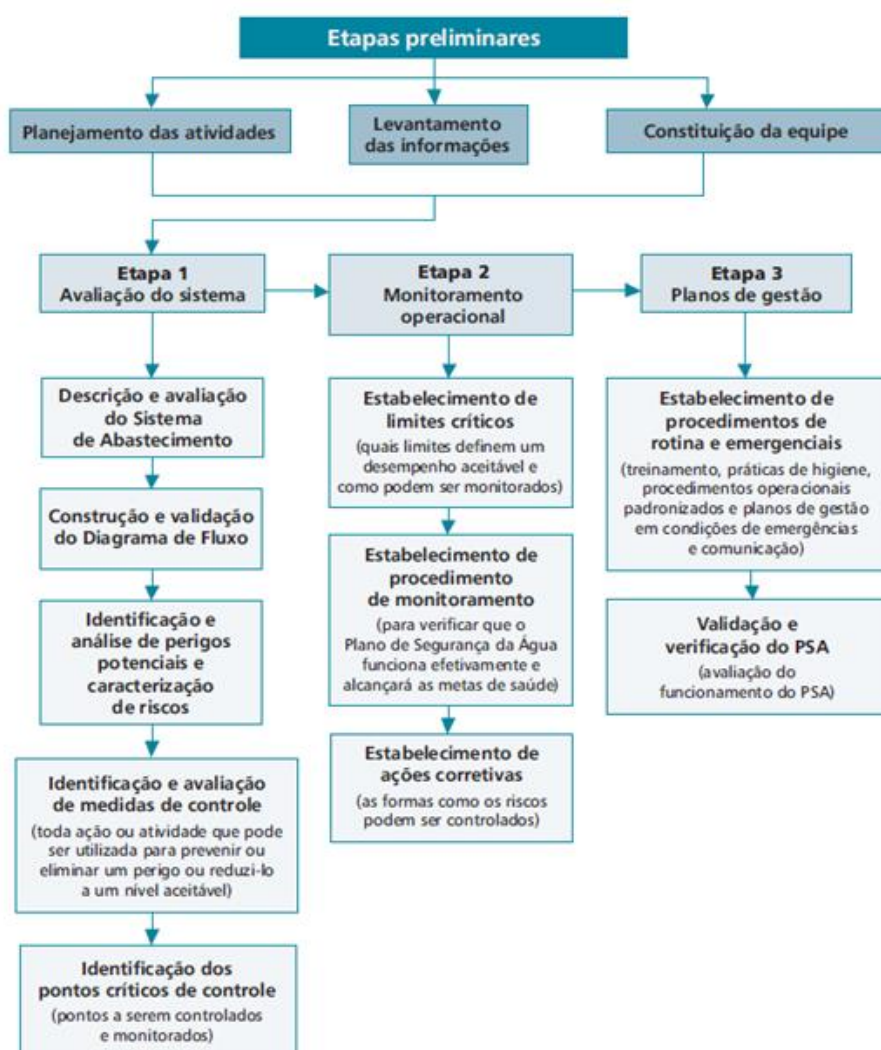 Etapas preliminares
Planejamento das atividades
Levantamento
das informações
Constituição da equipe
Etapa 1
Avaliação do sistema
Etapa 2
Monitoramento
operacional
Etapa 3
Planos de gestão
Descrição e avaliação
do Sistema
de Abastecimento
Construção e validação
do Diagrama de Fluxo
Identificação e
análise de perigos
potenciais e
caracterização
de riscos
Identificação e avaliação
de medidas de controle
(toda ação ou atividade que pode
ser utilizada para prevenir ou
eliminar um perigo ou reduzi-lo
a um nível aceitável)
Identificação dos
pontos críticos de controle
(pontos a serem controlados
e monitorados)
Estabelecimento de
limites críticos
(quais limites definem um
desempenho aceitável e
como podem ser monitorados)
Estabelecimento de
procedimento
de monitoramento
(para verificar que o
Plano de Segurança da Água
funciona efetivamente e
alcançará as metas de saúde)
Estabelecimento de
ações corretivas
(as formas como os riscos
podem ser controlados)
Estabelecimento de
procedimentos de
rotina e emergenciais
(treinamento, práticas de higiene,
procedimentos operacionais
padronizados e planos de gestão
em condições de emergências
e comunicação)
Validação e
verificação do PSA
(avaliação do
funcionamento do PSA)